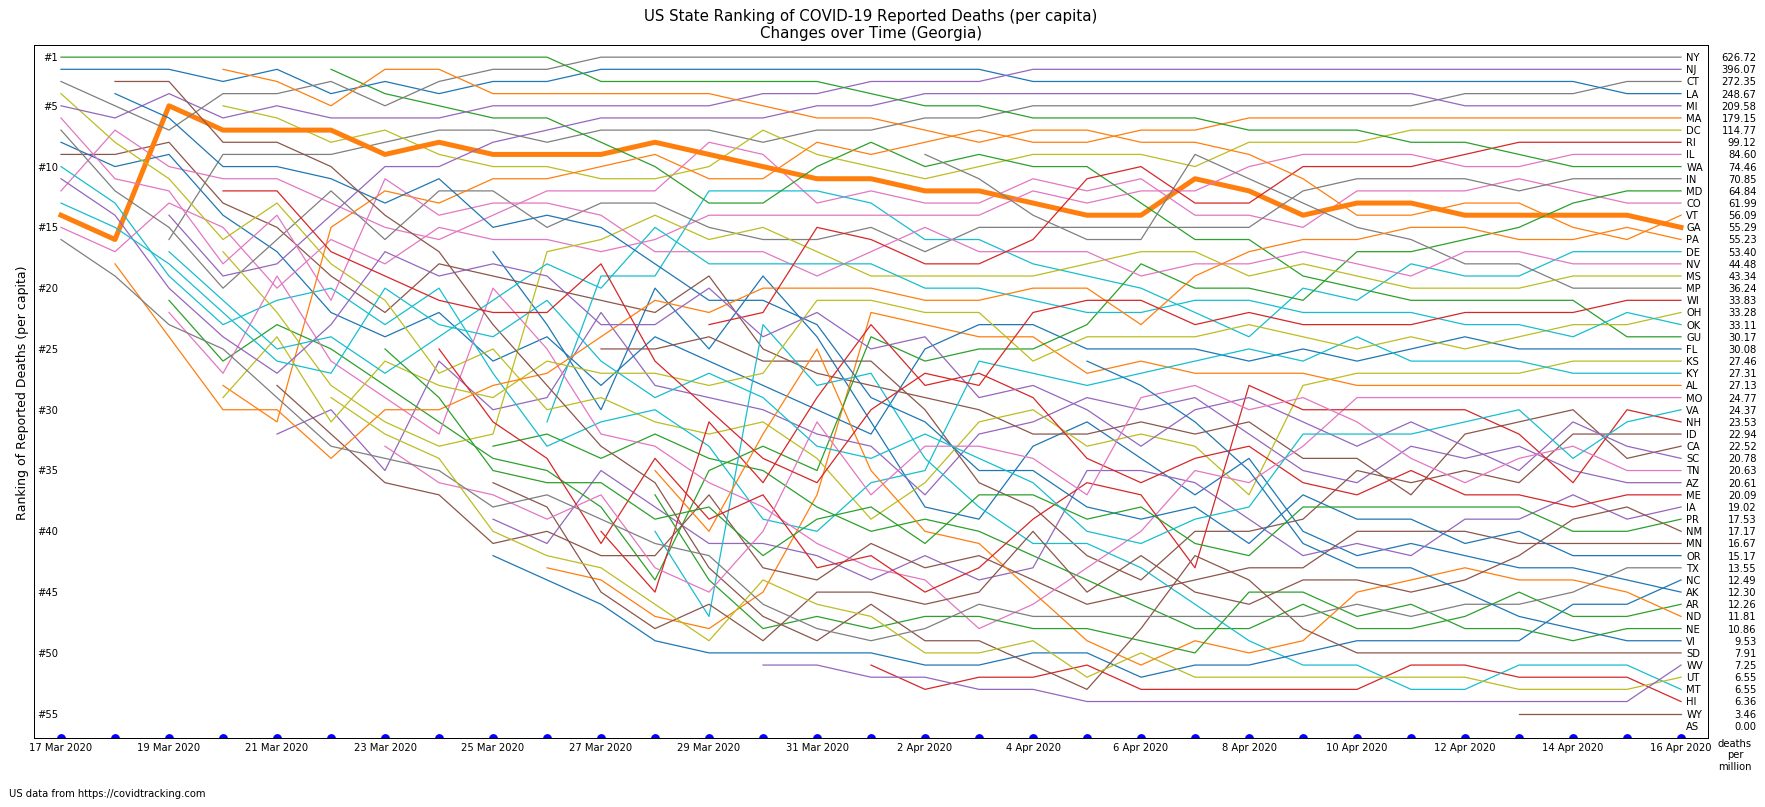 US State Ranking of COVID-19 Reported Deaths (per capita)
Changes over Time (Georgia)
Ranking of Reported Deaths (per capita)
#1
#5
#10
#15
#20
#25
#30
#35
#40
#45
#50
#55
NY 626.72
NJ 396.07
CT 272.35
LA 248.67
MI 209.58
MA 179.15
DC 114.77
RI 99.12
IL 84.60
WA 74.46
IN 70.85
MD 64.84
CO 61.99
VT 56.09
GA 55.29
PA 55.23
DE 53.40
NV 44.48
MS 43.34
MP 36.24
WI 33.83
OH 33.28
OK 33.11
GU 30.17
FL 30.08
KS 27.46
KY 27.31
AL 27.13
MO 24.77
VA 24.37
NH 23.53
ID 22.94
CA 22.52
SC 20.78
TN 20.63
AZ 20.61
ME 20.09
IA 19.02
PR 17.53
NM 17.17
MN 16.67
OR 15.17
TX 13.55
NC 12.49
AK 12.30
AR 12.26
ND 11.81
NE 10.86
VI 9.53
SD 7.91
WV 7.25
UT 6.55
MT 6.55
HI 6.36
WY 3.46
AS 0.00
17 Mar 2020 19 Mar 2020 21 Mar 2020 23 Mar 2020 25 Mar 2020 27 Mar 2020 29 Mar 2020 31 Mar 2020 2 Apr 2020 4 Apr 2020 6 Apr 2020 8 Apr 2020 10 Apr 2020 12 Apr 2020 14 Apr 2020 16 Apr 2020
deaths
per
million
US data from https://covidtracking.com